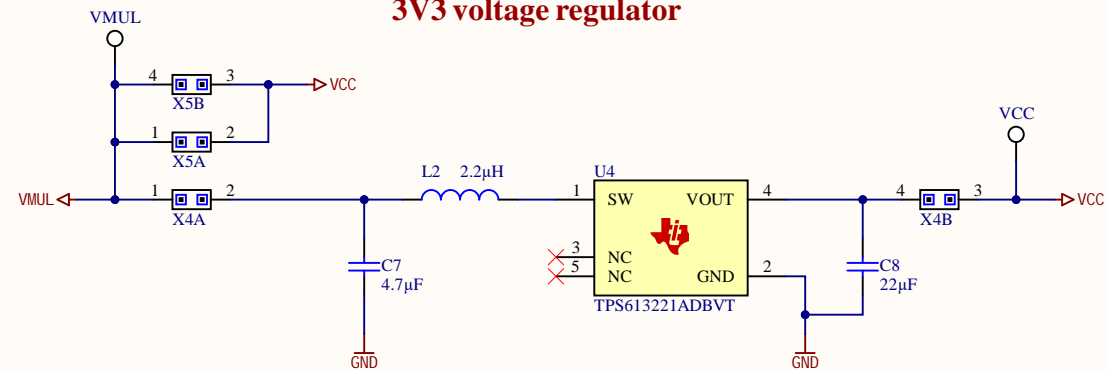 3V3 voltage regulator
VMUL
4 3
VCC
X5B
1 2
X5A
VCC
L2 2.2µH
U4
VMUL
1 2
X4A
1 SW VOUT 4
4 3
X4B
VCC
3 NC
5 NC
GND 2
C7
4.7µF
C8
22µF
TPS613221ADBVT
GND
GND